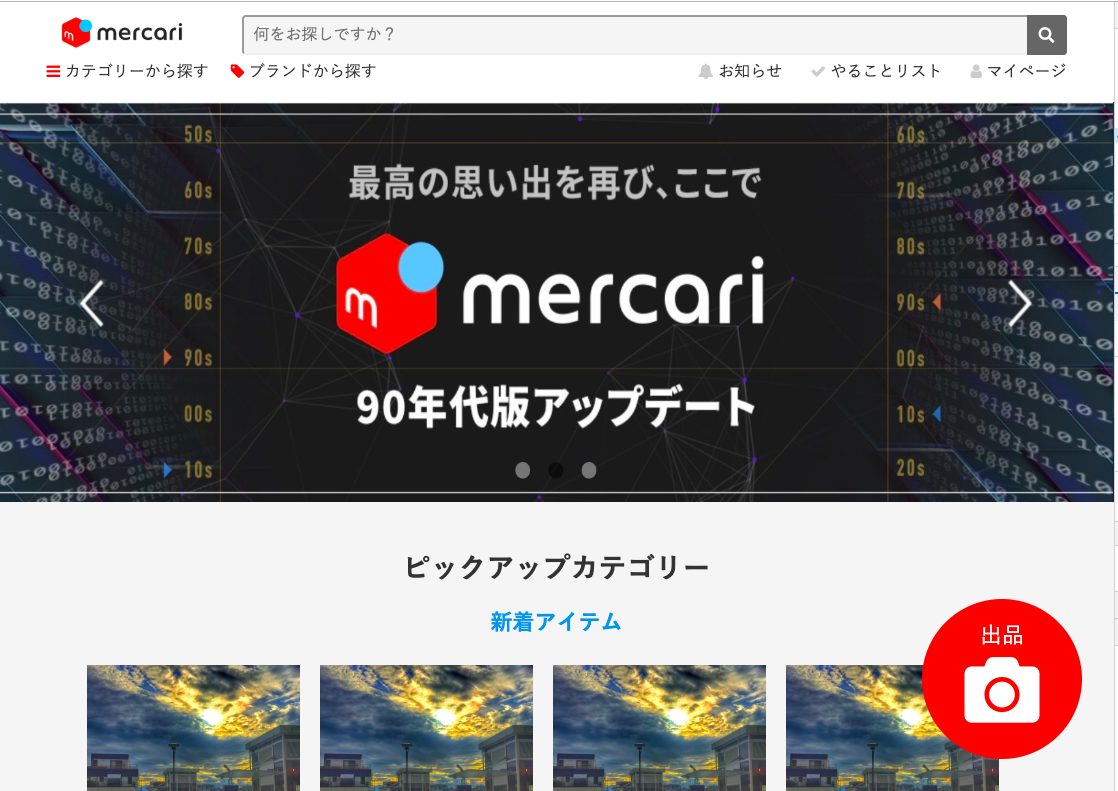 mercari
何をお探しですか？
カテゴリーから探す
ブランドから探す
お知らせ
やることリスト
マイページ
最高の思い出を再び、ここで
m mercari
90年代版アップデート
50s
60s
70s
80s
90s
00s
10s
60s
70s
80s
90s
00s
10s
20s
ピックアップカテゴリー
新着アイテム
出品